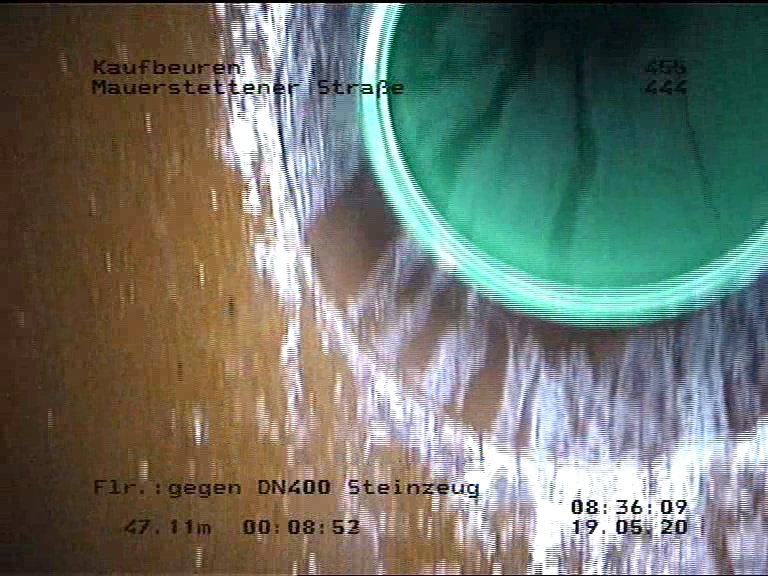 Kaufbeuren 455
Mauerstettener Straße 444
Flr.:gegen DN400 Steinzeug
08:36:09
47.11m 00:08:52 19.05.20